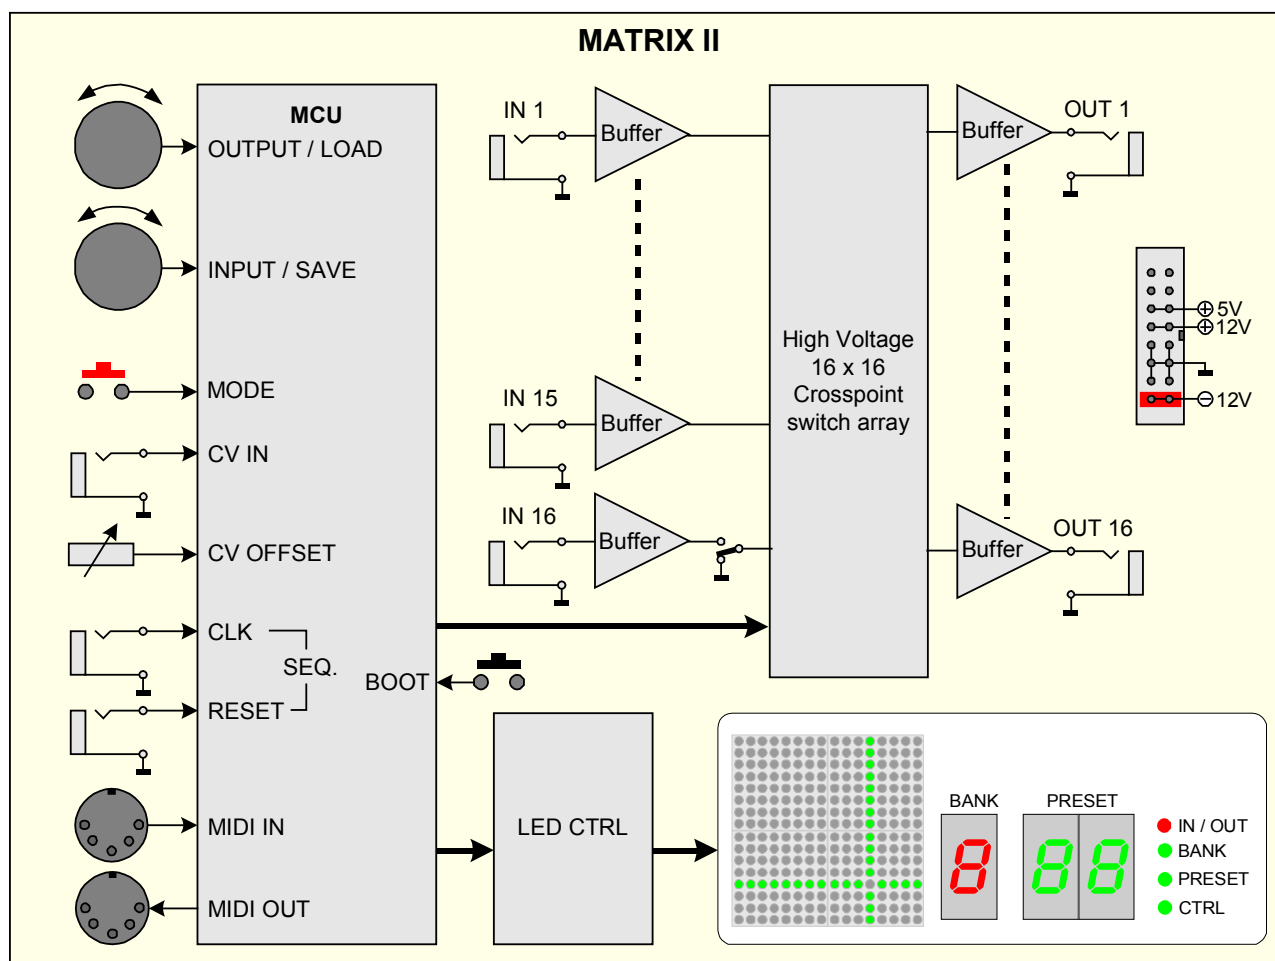 MATRIX II
MCU
OUTPUT / LOAD
INPUT / SAVE
MODE
CV IN
CV OFFSET
CLK
SEQ.
RESET
BOOT
MIDI IN
MIDI OUT
IN 1
Buffer
IN 15
Buffer
IN 16
Buffer
High Voltage
16 x 16
Crosspoint
switch array
Buffer
OUT 1
Buffer
OUT 16
5V
12V
12V
LED CTRL
BANK
PRESET
8
88
IN / OUT
BANK
PRESET
CTRL